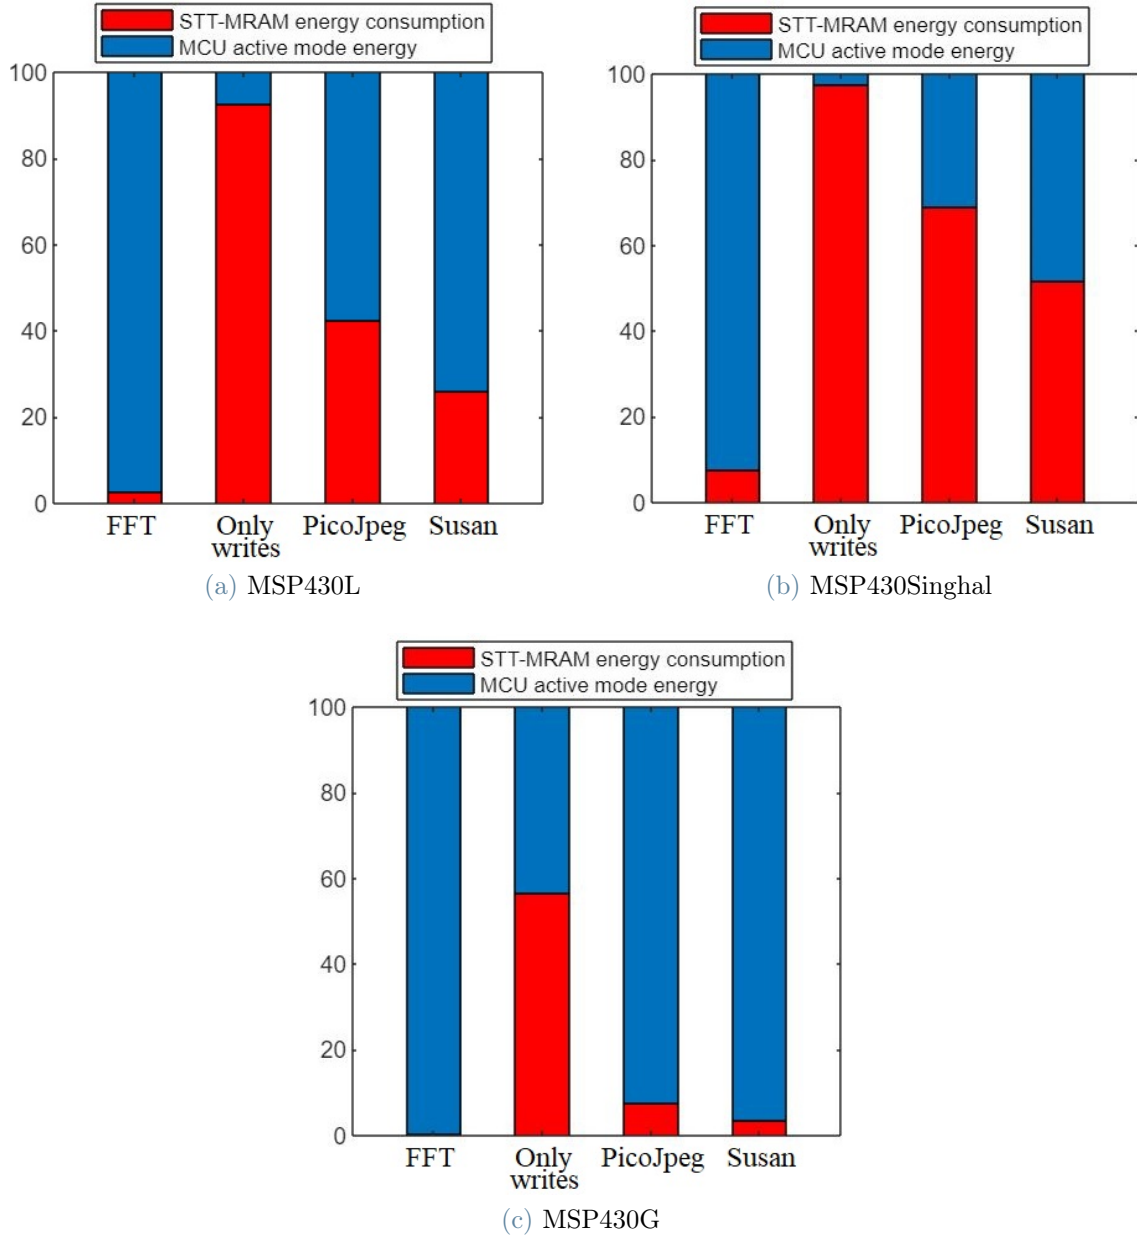 STT-MRAM energy consumption
MCU active mode energy
100
80
60
40
20
0
FFT Only writes PicoJpeg Susan
(a) MSP430L
STT-MRAM energy consumption
MCU active mode energy
100
80
60
40
20
0
FFT Only writes PicoJpeg Susan
(b) MSP430Singhal
STT-MRAM energy consumption
MCU active mode energy
100
80
60
40
20
0
FFT Only writes PicoJpeg Susan
(c) MSP430G